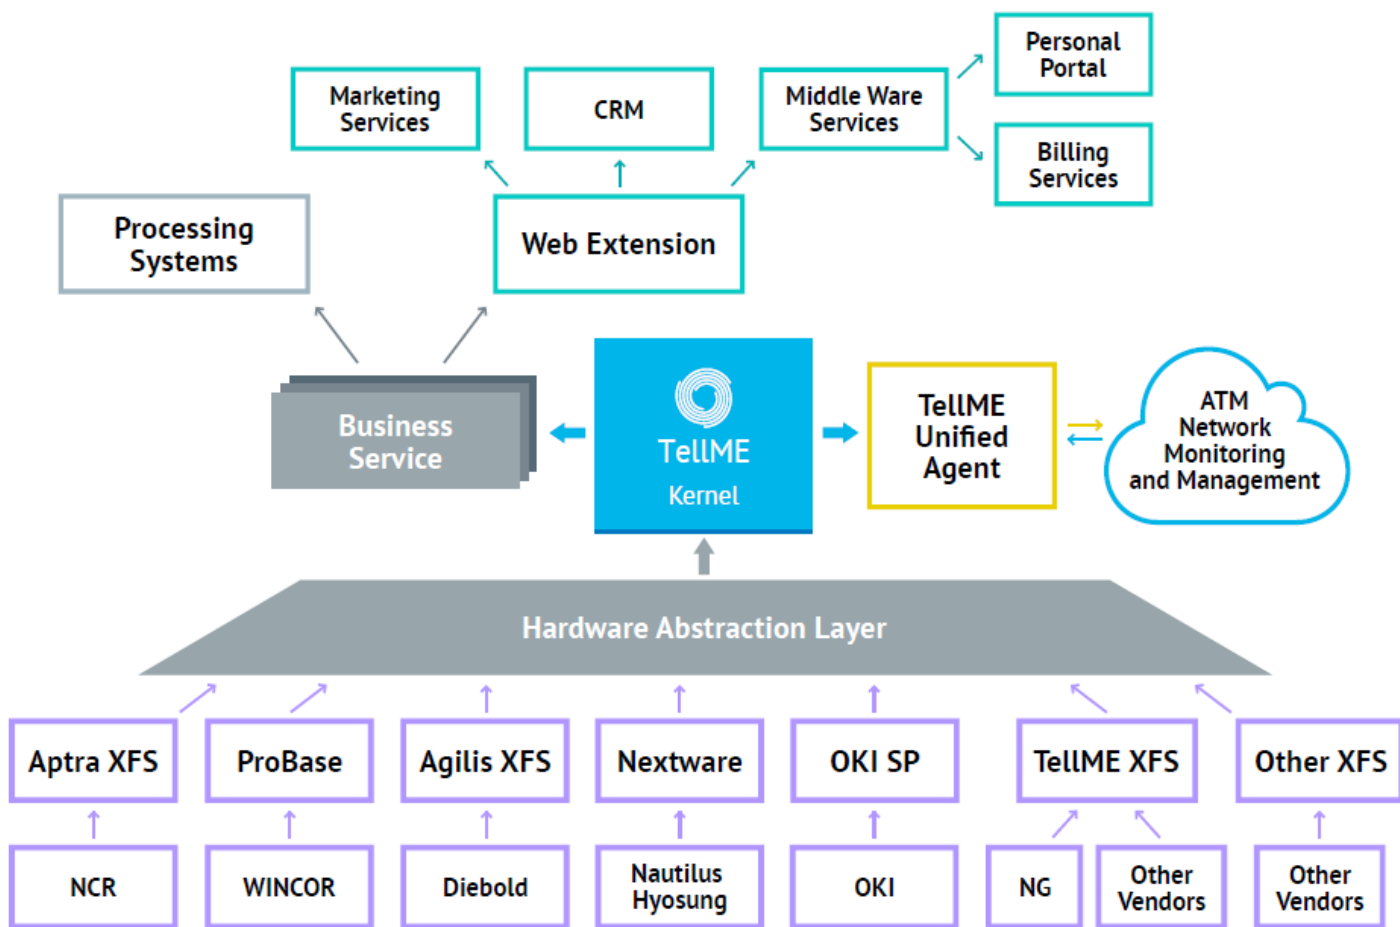 Personal
Portal
Marketing
Services
CRM
Middle Ware
Services
Billing
Services
Processing
Systems
Web Extension
Business
Service
TellME
Kernel
TellME
Unified
Agent
ATM
Network
Monitoring
and Management
Hardware Abstraction Layer
Aptra XFS
ProBase
Agilis XFS
Nextware
OKI SP
TellME XFS
Other XFS
NCR
WINCOR
Diebold
Nautilus
Hyosung
OKI
NG
Other
Vendors
Other
Vendors